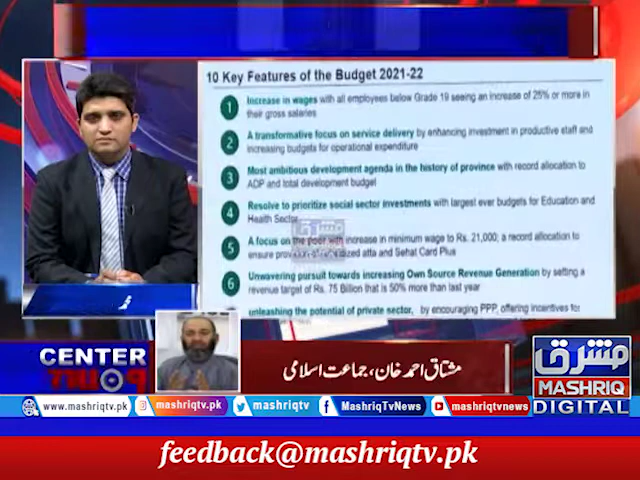 10 Key Features of the Budget 2021-22
1 Increase in wages with all employees below Grade 19 seeing an increase of 25% or more in
their gross salaries
2 A transformative focus on service delivery by enhancing investment in productive staff and
increasing budgets for operational expenditure
3 Most ambitious development agenda in the history of province with record allocation to
ADP and total development budget
4 Resolve to prioritize social sector investments with largest ever budgets for Education and
Health Sector
5 A focus on the poor with increase in minimum wage to Rs. 21,000; a record allocation to
ensure atta and Sehat Card Plus
6 Unwavering pursuit towards increasing Own Source Revenue Generation by setting a
revenue target of Rs. 75 Billion that is 50% more than last year
unleashing the potential of private sector, by encouraging PPP, offering incentives for
مشرق
CENTER
مشتاق احمد خان، جماعت اسلامی
مشرق
MASHRIQ
DIGITAL
www.mashriqtv.pk mashriqtv.pk mashriqtv MashriqTvNews mashriqtvnews
feedback@mashriqtv.pk